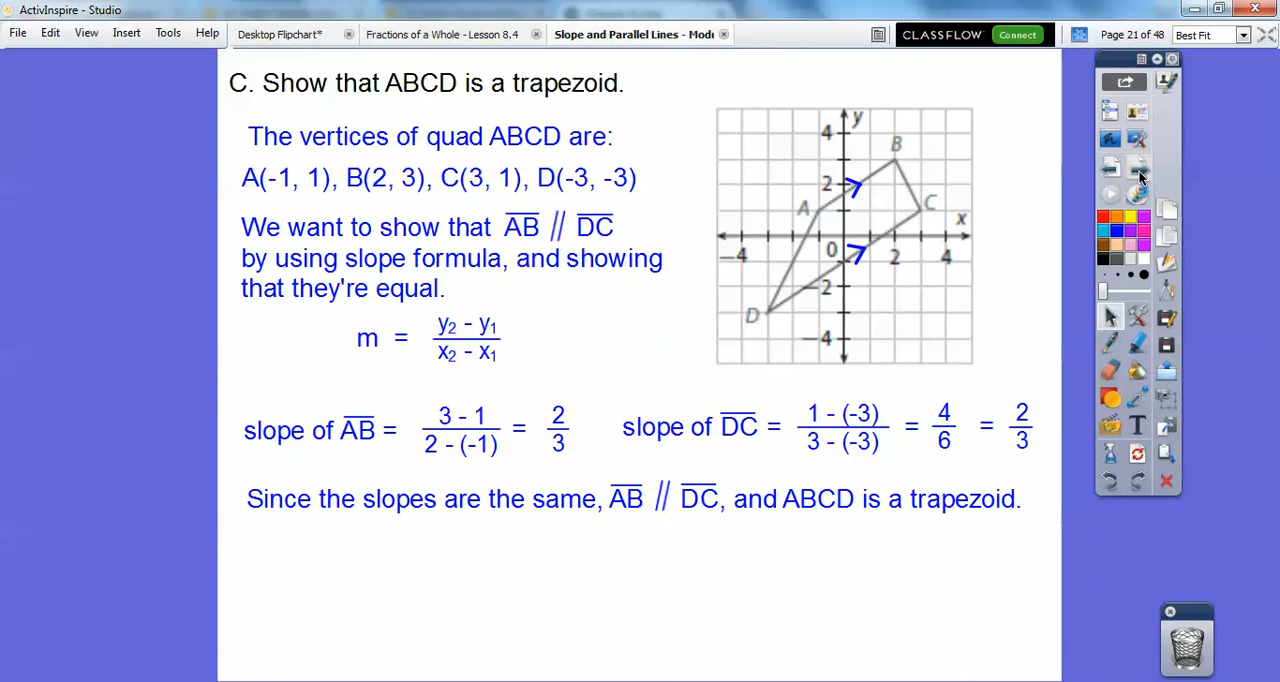 ActivInspire - Studio
File Edit View Insert Tools Help
Desktop Flipchart* Fractions of a Whole - Lesson 8.4 Slope and Parallel Lines - Modu
CLASSFLOW Connect
Page 21 of 48 Best Fit
C. Show that ABCD is a trapezoid.
The vertices of quad ABCD are:
A(-1, 1), B(2, 3), C(3, 1), D(-3, -3)
We want to show that AB // DC
by using slope formula, and showing
that they're equal.
m = y₂ - y₁ / x₂ - x₁
4 y
B
2
A C
x
-4 0 2 4
-2
D
-4
slope of AB = 3 - 1 / 2 - (-1) = 2 / 3
slope of DC = 1 - (-3) / 3 - (-3) = 4 / 6 = 2 / 3
Since the slopes are the same, AB // DC, and ABCD is a trapezoid.
T